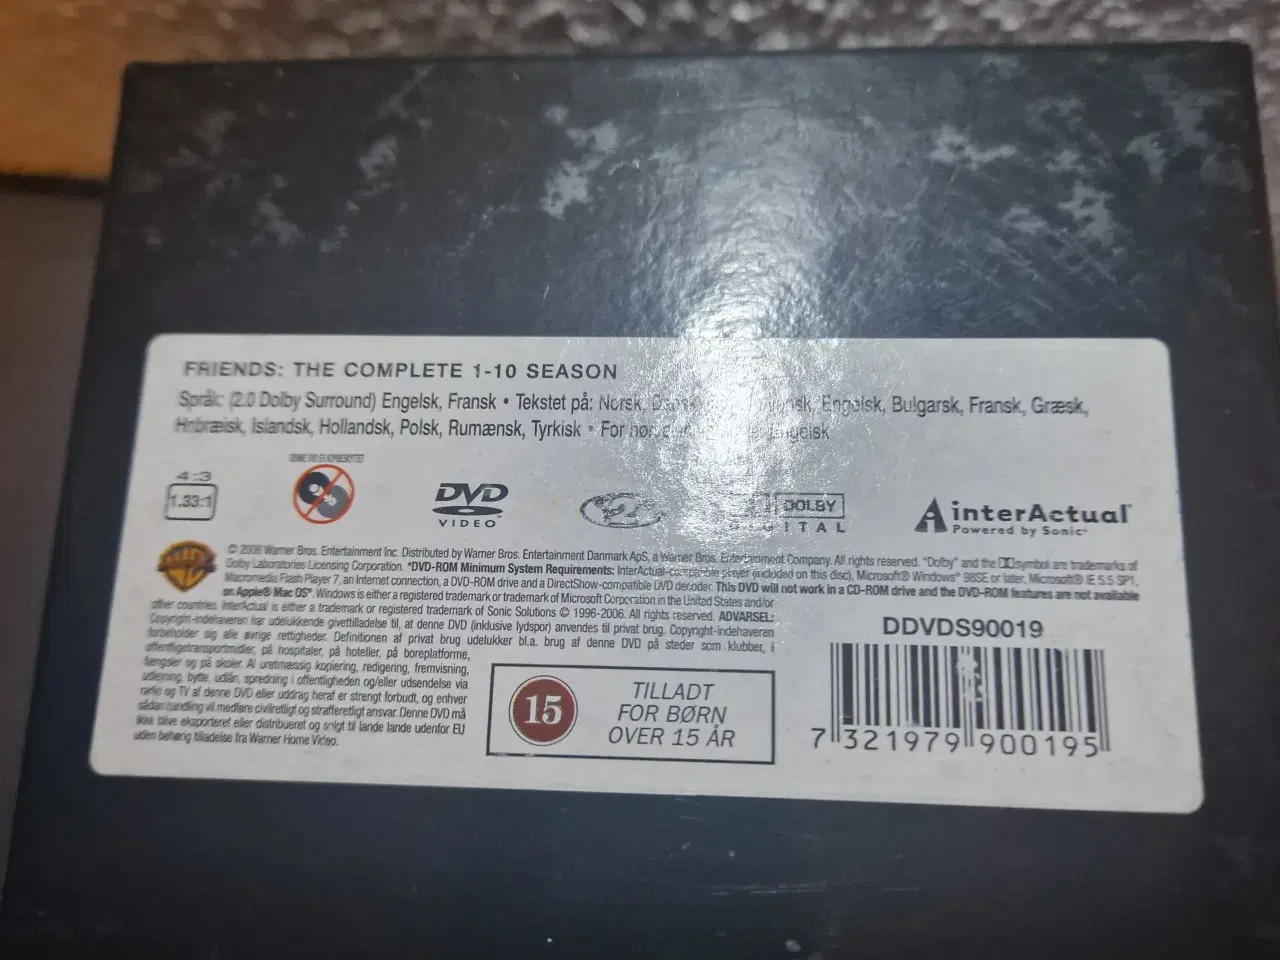 FRIENDS: THE COMPLETE 1-10 SEASON
Språk: (2.0 Dolby Surround) Engelsk, Fransk • Tekstet på: Norsk, Engelsk, Bulgarsk, Fransk, Græsk,
Hebræisk, Islandsk, Hollandsk, Polsk, Rumænsk, Tyrkisk • For
4:3
1.33:1
DVD
VIDEO
2
DOLBY
DIGITAL
interActual
Powered by Sonic
© 2006 Warner Bros. Entertainment Inc. Distributed by Warner Bros. Entertainment Danmark ApS, a Warner Bros. Entertainment Company. All rights reserved. "Dolby" and the symbol are trademarks of
Dolby Laboratories Licensing Corporation. *DVD-ROM Minimum System Requirements: InterActual-compatible player (included on this disc), Microsoft® Windows® 98SE or later, Microsoft® IE 5.5 SP1,
Macromedia Flash Player 7, an Internet connection, a DVD-ROM drive and a DirectShow-compatible DVD decoder. This DVD will not work in a CD-ROM drive and the DVD-ROM features are not available
on Apple® Mac OS®. Windows is either a registered trademark or trademark of Microsoft Corporation in the United States and/or
other countries. InterActual is either a trademark or registered trademark of Sonic Solutions © 1996-2006. All rights reserved. ADVARSEL:
Copyright-indehaveren har udelukkende givet tilladelse til, at denne DVD (inklusive lydspor) anvendes til privat brug. Copyright-indehaveren
forbeholder sig alle øvrige rettigheder. Definitionen af privat brug udelukker bl.a. brug af denne DVD på steder som klubber, i
offentlige transportmidler, på hospitaler, på hoteller, på boreplatforme,
fængsler og på skoler. Al uretmæssig kopiering, redigering, fremvisning,
udlejning, bytte, udlån, spredning i offentligheden og/eller udsendelse via
radio og TV af denne DVD eller uddrag heraf er strengt forbudt, og enhver
sådan handling vil medføre civilretligt og strafferetligt ansvar. Denne DVD må
ikke blive eksporteret eller distribueret og solgt til lande udenfor EU
uden behørig tilladelse fra Warner Home Video.
15
TILLADT
FOR BØRN
OVER 15 ÅR
DDVDS90019
7 321979 900195